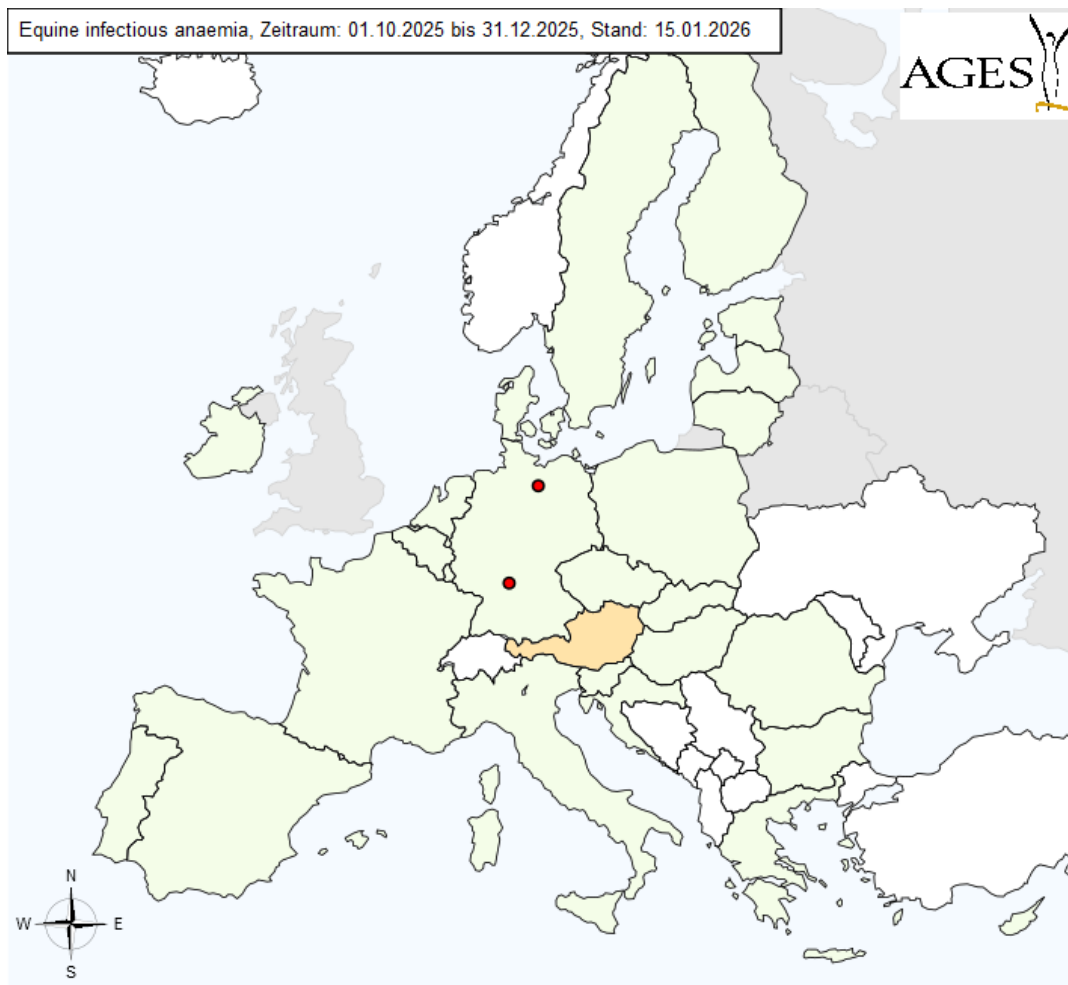 Equine infectious anaemia, Zeitraum: 01.10.2025 bis 31.12.2025, Stand: 15.01.2026
AGES
N
W E
S